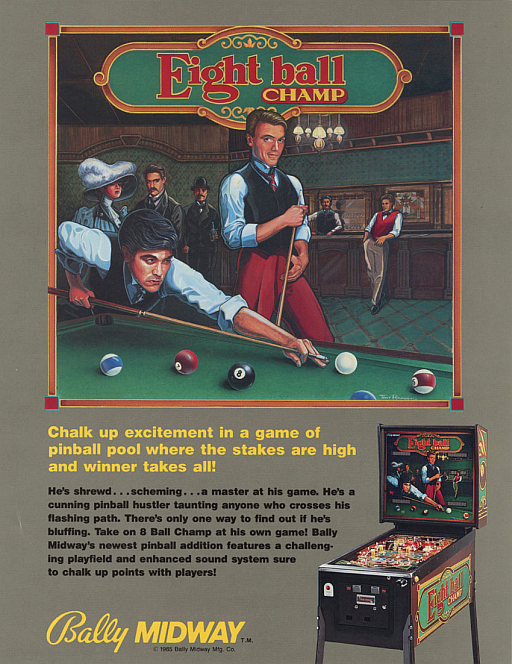 Eight ball
CHAMP
8
Chalk up excitement in a game of
pinball pool where the stakes are high
and winner takes all!
He's shrewd...scheming...a master at his game. He's a
cunning pinball hustler taunting anyone who crosses his
flashing path. There's only one way to find out if he's
bluffing. Take on 8 Ball Champ at his own game! Bally
Midway's newest pinball addition features a challeng-
ing playfield and enhanced sound system sure
to chalk up points with players!
Eight ball
CHAMP
Eight ball
CHAMP
Bally MIDWAY T.M.
© 1985 Bally Midway Mfg. Co.